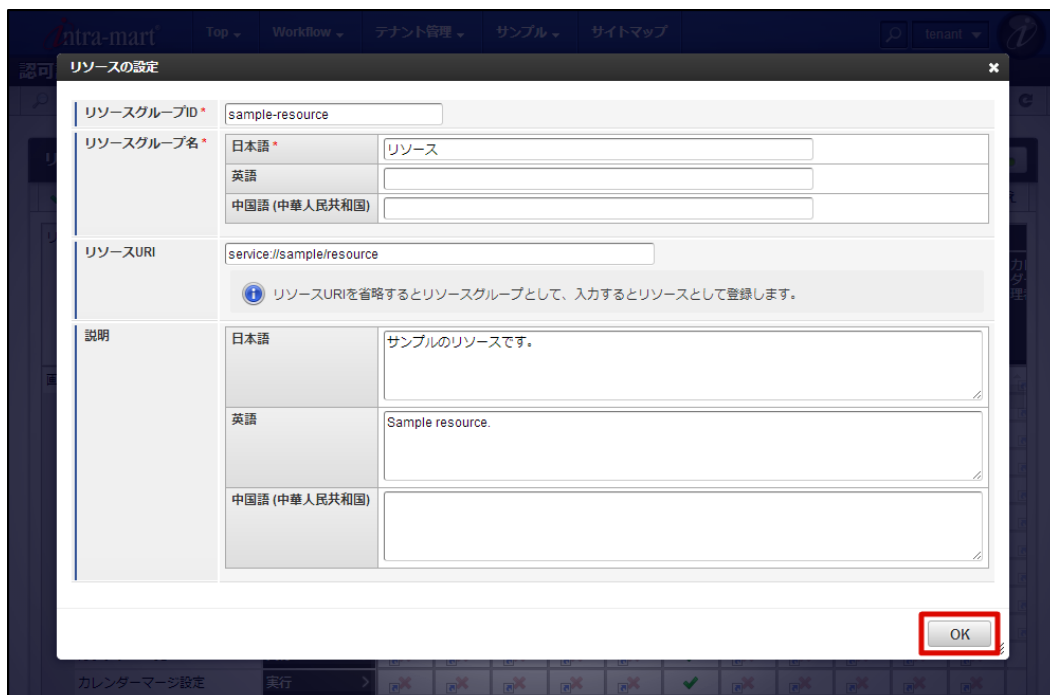 intra-mart Top Workflow テナント管理 サンプル サイトマップ tenant
認可
リソースの設定
リソースグループID * sample-resource
リソースグループ名 * 日本語 * リソース
英語
中国語 (中華人民共和国)
リソースURI service://sample/resource
リソースURIを省略するとリソースグループとして、入力するとリソースとして登録します。
説明 日本語 サンプルのリソースです。
英語 Sample resource.
中国語 (中華人民共和国)
OK
カレンダーマージ設定 実行